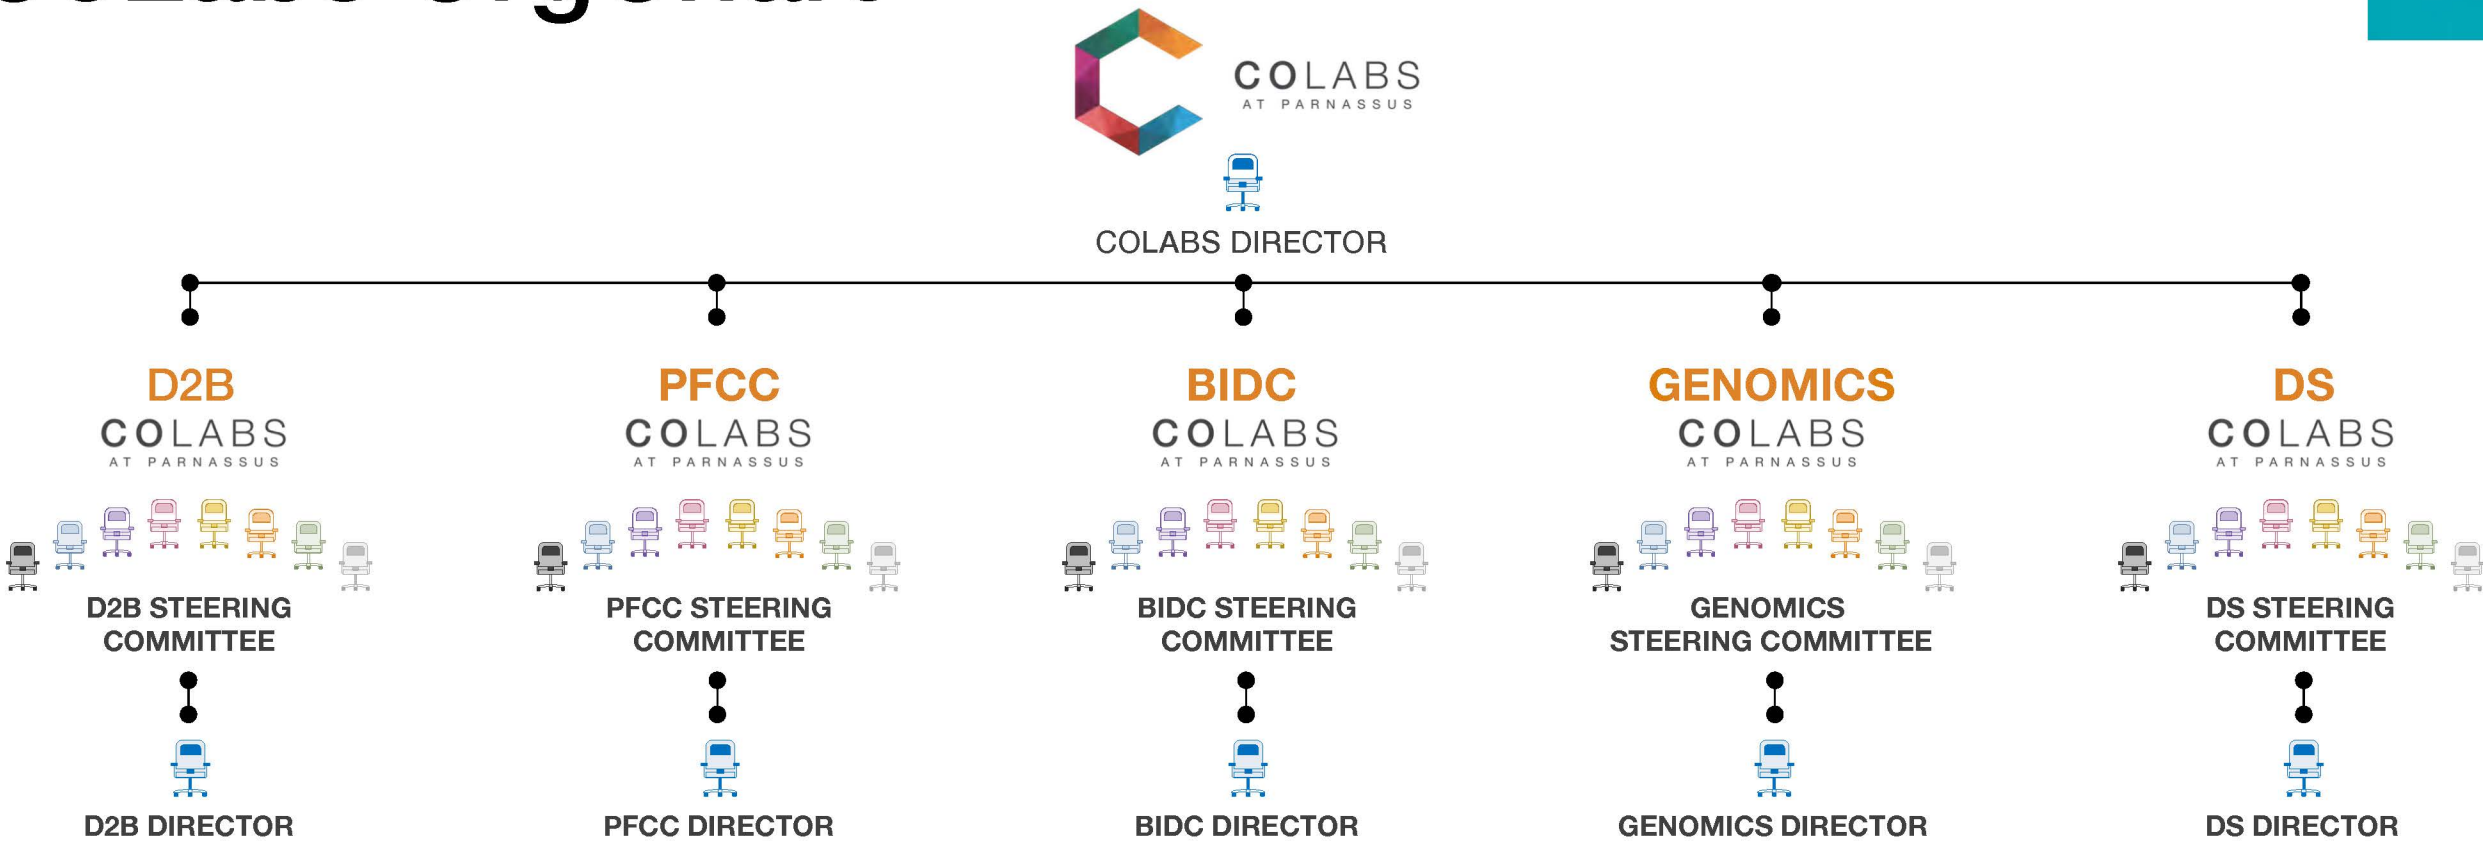 COLABS
AT PARNASSUS
COLABS DIRECTOR
D2B
COLABS
AT PARNASSUS
D2B STEERING
COMMITTEE
D2B DIRECTOR
PFCC
COLABS
AT PARNASSUS
PFCC STEERING
COMMITTEE
PFCC DIRECTOR
BIDC
COLABS
AT PARNASSUS
BIDC STEERING
COMMITTEE
BIDC DIRECTOR
GENOMICS
COLABS
AT PARNASSUS
GENOMICS
STEERING COMMITTEE
GENOMICS DIRECTOR
DS
COLABS
AT PARNASSUS
DS STEERING
COMMITTEE
DS DIRECTOR